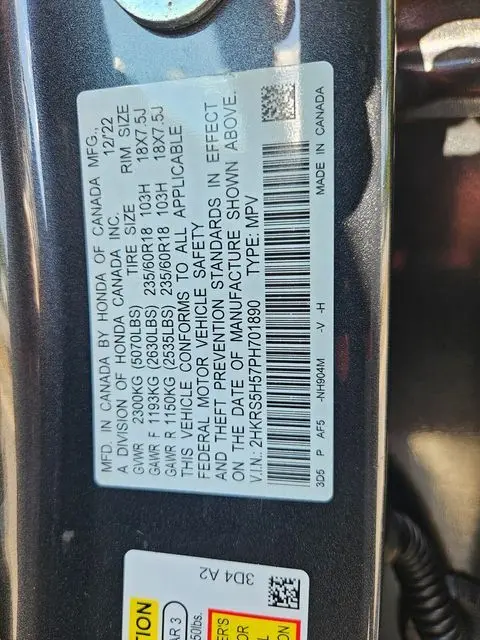 MFD. IN CANADA BY HONDA OF CANADA MFG.,
A DIVISION OF HONDA CANADA INC. 12/22
GVWR 2300KG (5070LBS) TIRE SIZE RIM SIZE
GAWR F 1193KG (2630LBS) 235/60R18 103H 18X7.5J
GAWR R 1150KG (2535LBS) 235/60R18 103H 18X7.5J
THIS VEHICLE CONFORMS TO ALL APPLICABLE
FEDERAL MOTOR VEHICLE SAFETY
AND THEFT PREVENTION STANDARDS IN EFFECT
ON THE DATE OF MANUFACTURE SHOWN ABOVE.
V.I.N.: 2HKRS5H57PH701890 TYPE: MPV
3D5 P AF5 -NH904M -V -H MADE IN CANADA
3D4 A2